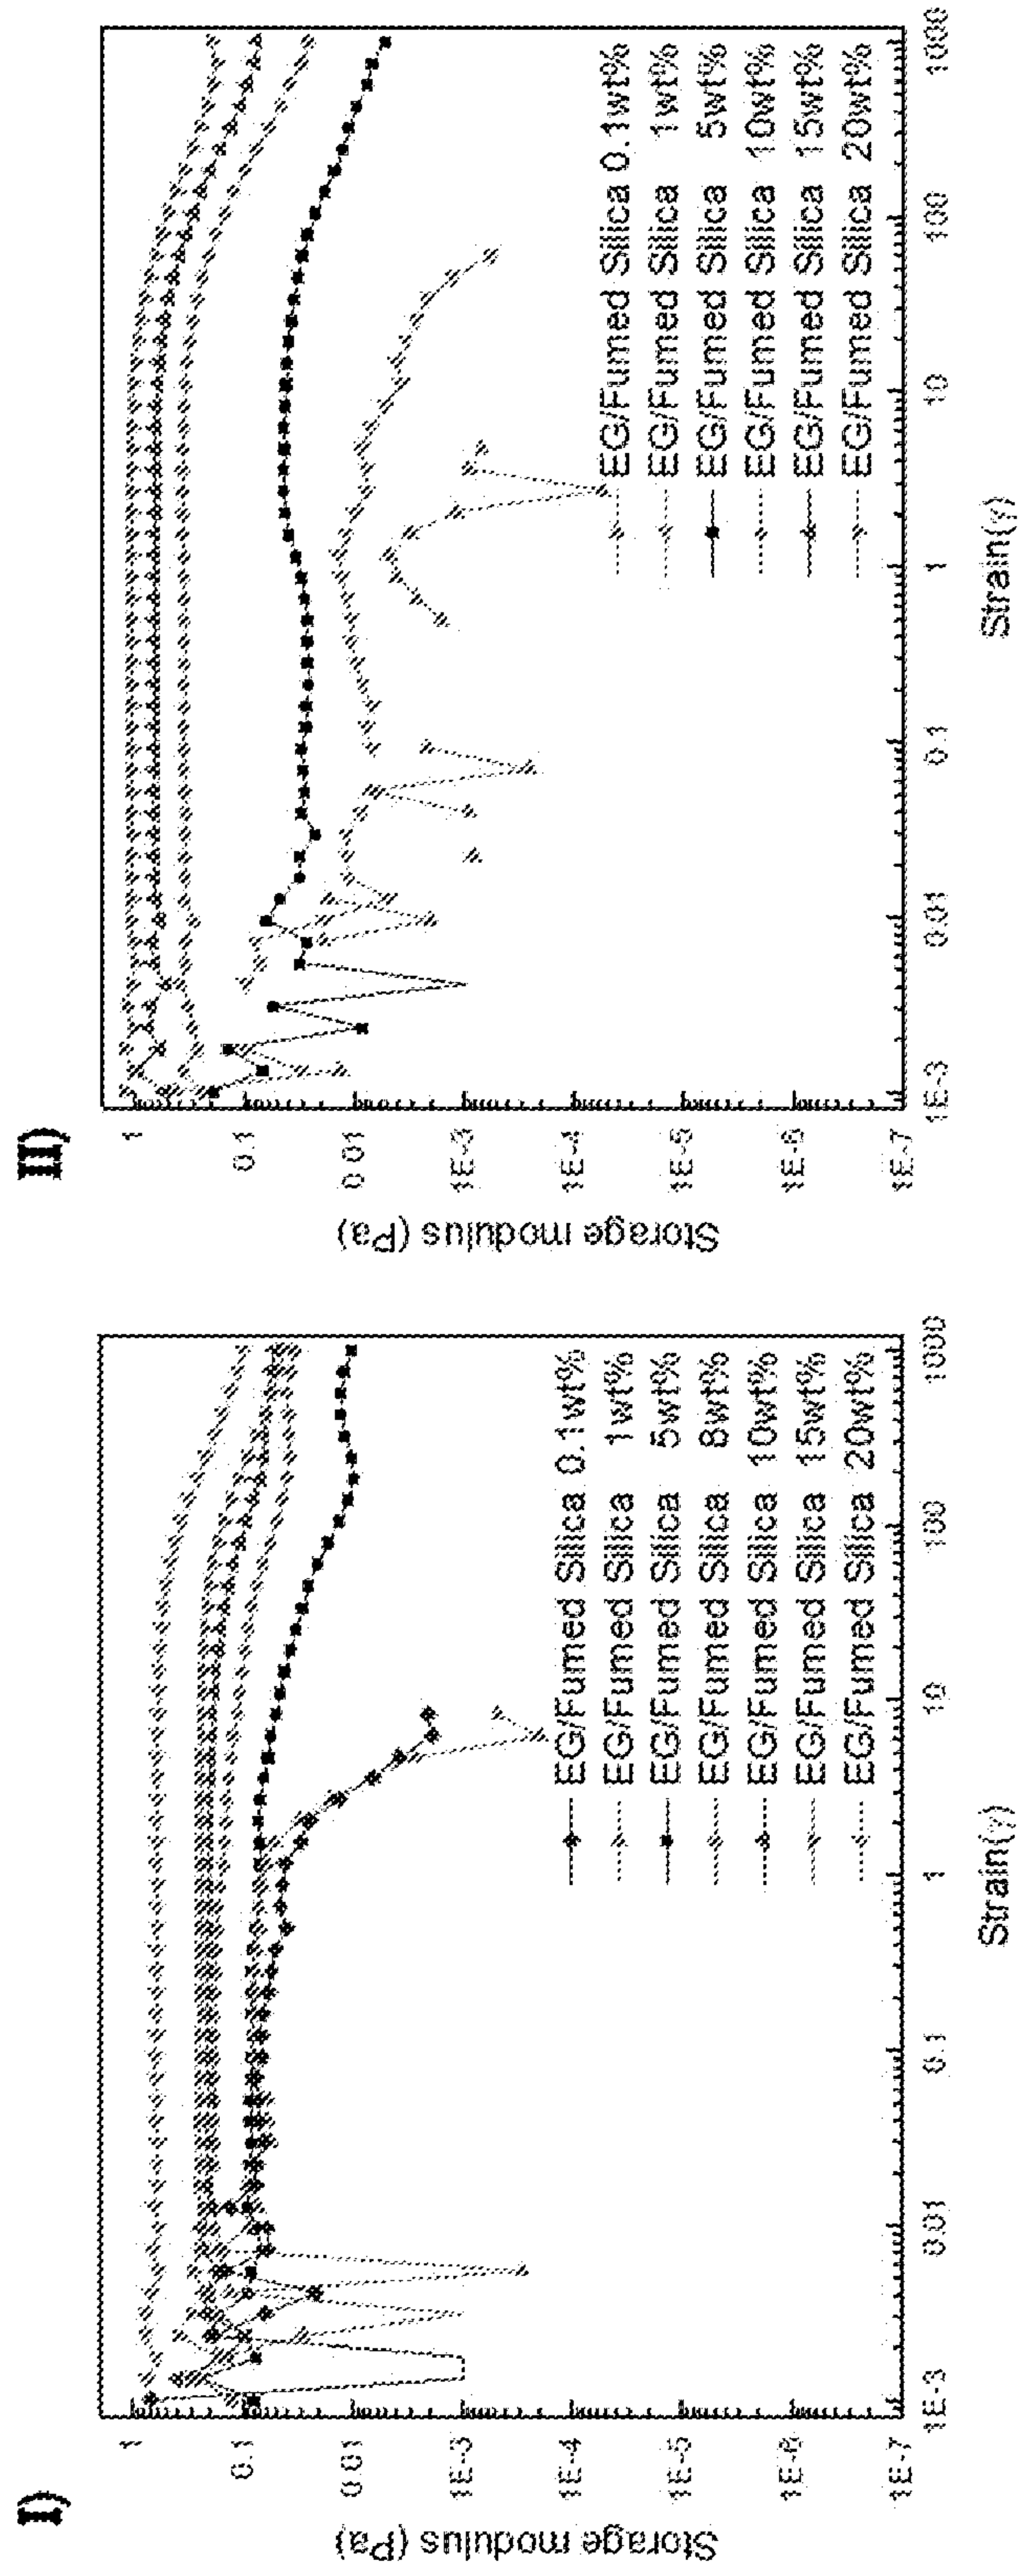 I)
Storage modulus (Pa)
1
0.1
0.01
1E-3
1E-4
1E-5
1E-6
1E-7
EG/Fumed Silica 0.1wt%
EG/Fumed Silica 1wt%
EG/Fumed Silica 5wt%
EG/Fumed Silica 8wt%
EG/Fumed Silica 10wt%
EG/Fumed Silica 15wt%
EG/Fumed Silica 20wt%
1E-3
0.01
0.1
1
10
100
1000
Strain(γ)
II)
Storage modulus (Pa)
1
0.1
0.01
1E-3
1E-4
1E-5
1E-6
1E-7
EG/Fumed Silica 0.1wt%
EG/Fumed Silica 1wt%
EG/Fumed Silica 5wt%
EG/Fumed Silica 10wt%
EG/Fumed Silica 15wt%
EG/Fumed Silica 20wt%
1E-3
0.01
0.1
1
10
100
1000
Strain(γ)